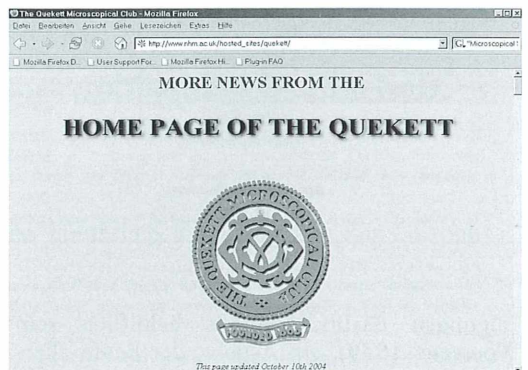 The Quekett Microscopical Club - Mozilla Firefox
Datei Bearbeiten Ansicht Gehe Lesezeichen Extras Hilfe
http://www.nhm.ac.uk/hosted_sites/quekett/
"Microscopical
Mozilla Firefox D... User Support For... Mozilla Firefox Hi... Plug-in FAQ
MORE NEWS FROM THE
HOME PAGE OF THE QUEKETT
THE QUEKETT MICROSCOPICAL CLUB
FOUNDED 1865
This page updated October 10th 2004